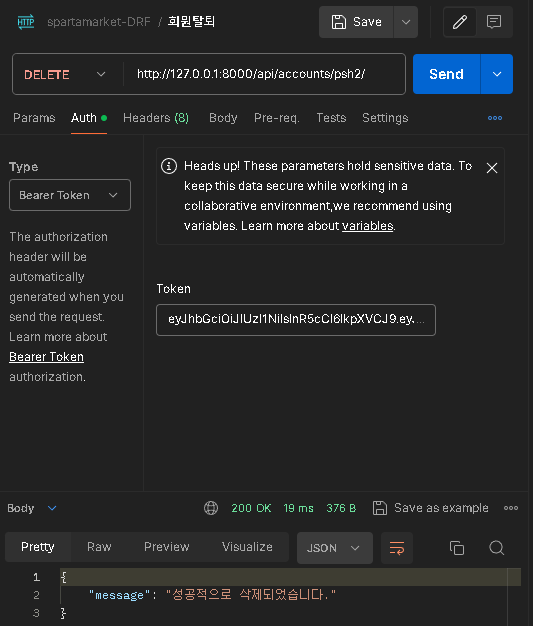 HTTP spartamarket-DRF / 회원탈퇴 Save
DELETE http://127.0.0.1:8000/api/accounts/psh2/ Send
Params Auth Headers (8) Body Pre-req. Tests Settings
Type
Bearer Token
The authorization
header will be
automatically
generated when you
send the request.
Learn more about
Bearer Token
authorization.
Heads up! These parameters hold sensitive data. To
keep this data secure while working in a
collaborative environment,we recommend using
variables. Learn more about variables.
Token
eyJhbGciOiJIUzI1NiIsInR5cCI6IkpXVCJ9.ey....
Body 200 OK 19 ms 376 B Save as example
Pretty Raw Preview Visualize JSON
1 {
2 "message": "성공적으로 삭제되었습니다."
3 }